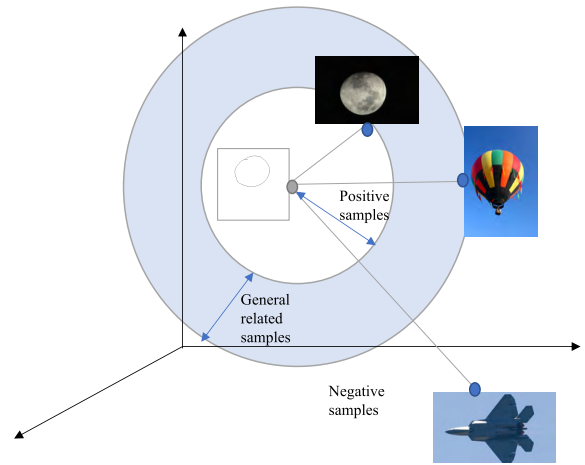 Positive
samples
General
related
samples
Negative
samples